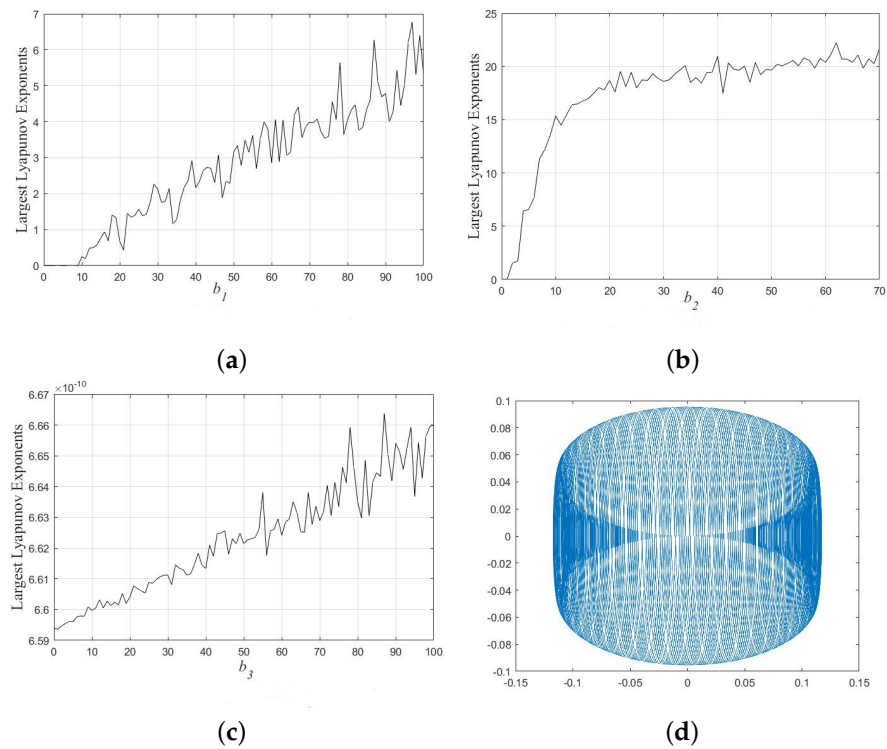 Largest Lyapunov Exponents
7
6
5
4
3
2
1
0
0 10 20 30 40 50 60 70 80 90 100
b1
(a)
Largest Lyapunov Exponents
25
20
15
10
5
0
0 10 20 30 40 50 60 70
b2
(b)
×10-10
Largest Lyapunov Exponents
6.67
6.66
6.65
6.64
6.63
6.62
6.61
6.6
6.59
0 10 20 30 40 50 60 70 80 90 100
b3
(c)
0.1
0.08
0.06
0.04
0.02
0
-0.02
-0.04
-0.06
-0.08
-0.1
-0.15 -0.1 -0.05 0 0.05 0.1 0.15
(d)